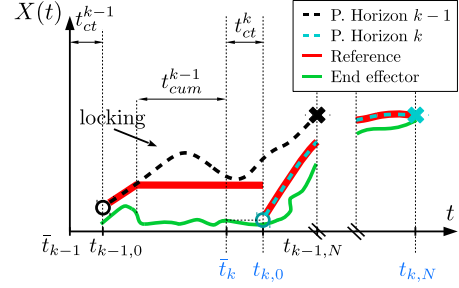 X(t)
t_{ct}^{k-1}
t_{ct}^{k}
P. Horizon k − 1
P. Horizon k
Reference
End effector
t_{cum}^{k-1}
locking
t
t̄_{k-1} t_{k-1,0} t̄_k t_{k,0} t_{k-1,N} t_{k,N}